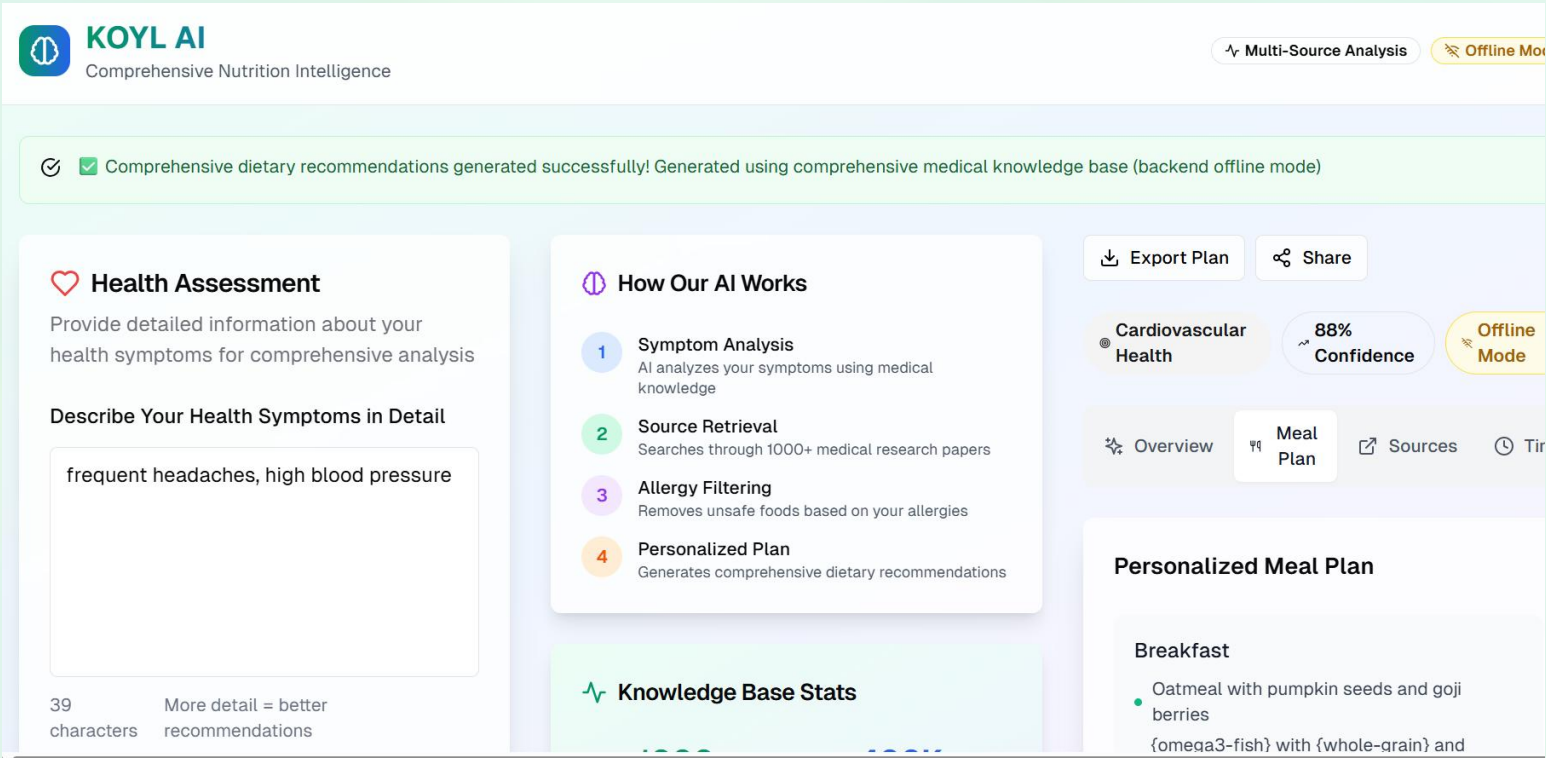 KOYL AI
Comprehensive Nutrition Intelligence
Multi-Source Analysis
Offline
✅ Comprehensive dietary recommendations generated successfully! Generated using comprehensive medical knowledge base (backend offline mode)
Health Assessment
Provide detailed information about your
health symptoms for comprehensive analysis
Describe Your Health Symptoms in Detail
frequent headaches, high blood pressure
39
characters
More detail = better
recommendations
How Our AI Works
1
Symptom Analysis
AI analyzes your symptoms using medical
knowledge
2
Source Retrieval
Searches through 1000+ medical research papers
3
Allergy Filtering
Removes unsafe foods based on your allergies
4
Personalized Plan
Generates comprehensive dietary recommendations
Knowledge Base Stats
Export Plan
Share
Cardiovascular
Health
88%
Confidence
Offline
Mode
Overview
Meal
Plan
Sources
Personalized Meal Plan
Breakfast
Oatmeal with pumpkin seeds and goji
berries
{omega3-fish} with {whole-grain} and